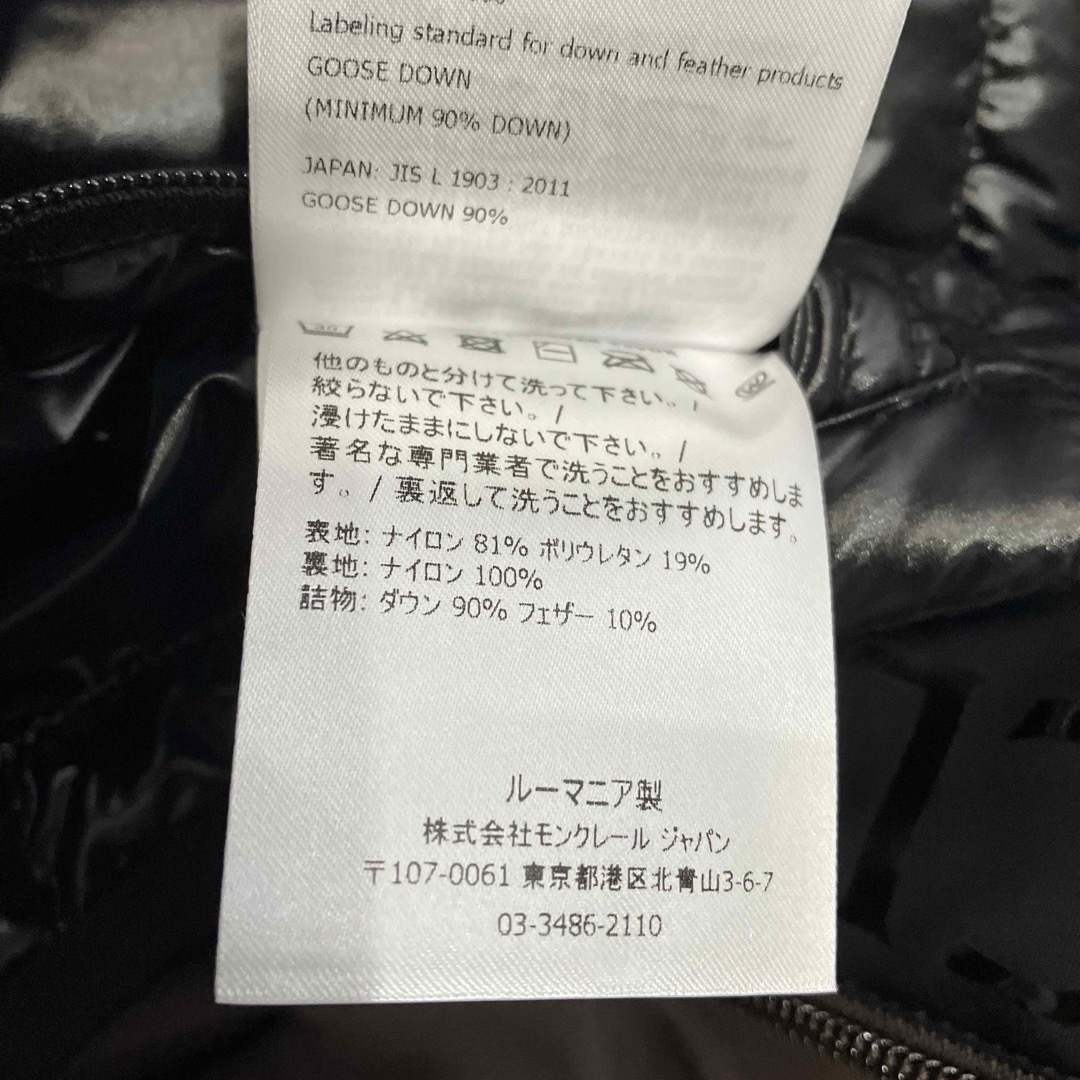 Labeling standard for down and feather products
GOOSE DOWN
(MINIMUM 90% DOWN)
JAPAN: JIS L 1903 : 2011
GOOSE DOWN 90%
他のものと分けて洗って下さい。/
絞らないで下さい。/
浸けたままにしないで下さい。/
著名な専門業者で洗うことをおすすめしま
す。/ 裏返して洗うことをおすすめします。
表地: ナイロン 81% ポリウレタン 19%
裏地: ナイロン 100%
詰物: ダウン 90% フェザー 10%
ルーマニア製
株式会社モンクレール ジャパン
〒107-0061 東京都港区北青山3-6-7
03-3486-2110